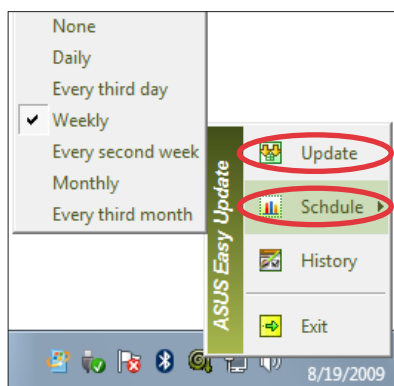 None
Daily
Every third day
Weekly
Every second week
Monthly
Every third month
ASUS Easy Update
Update
Schdule
History
Exit
8/19/2009